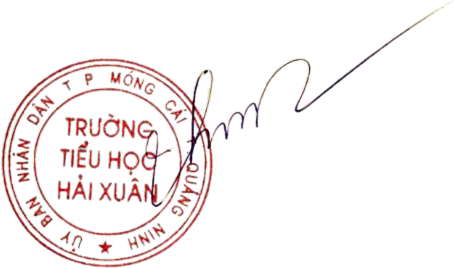 ỦY BAN NHÂN DÂN T P MÓNG CÁI QUẢNG NINH
TRƯỜNG
TIỂU HỌC
HẢI XUÂN